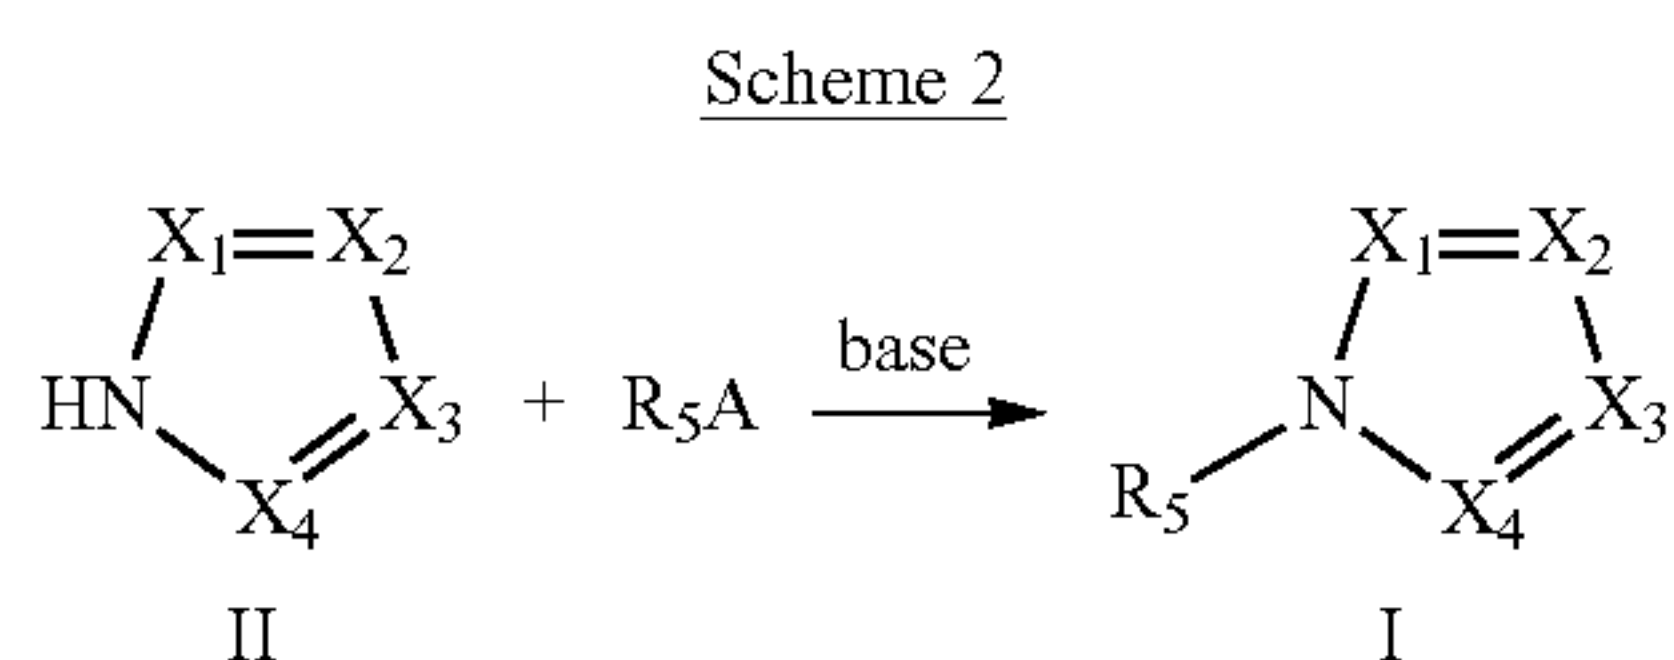 Scheme 2
X₁ X₂ X₁ X₂
base
HN X₃ + R₅A N X₃
R₅
X₄ X₄
II I